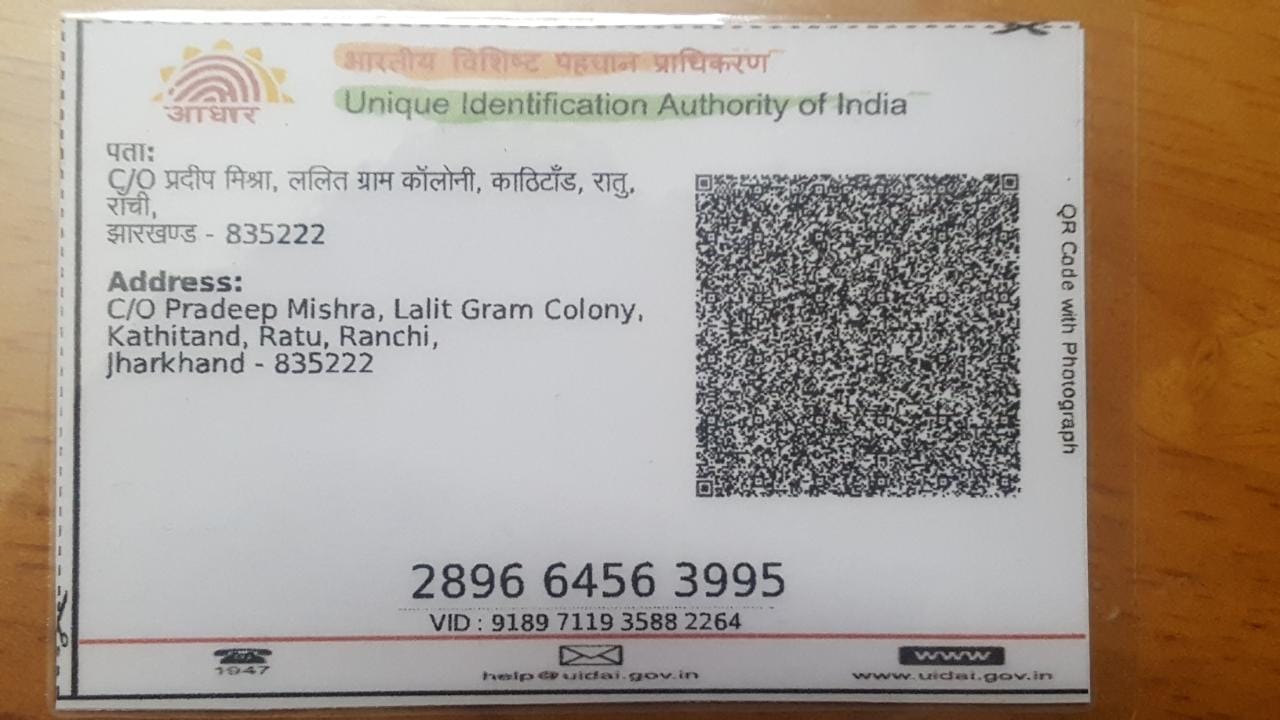 भारतीय विशिष्ट पहचान प्राधिकरण
Unique Identification Authority of India
आधार
पता:
C/O प्रदीप मिश्रा, ललित ग्राम कॉलोनी, काठिटाँड, रातु,
राँची,
झारखण्ड - 835222
Address:
C/O Pradeep Mishra, Lalit Gram Colony,
Kathitand, Ratu, Ranchi,
Jharkhand - 835222
QR Code with Photograph
2896 6456 3995
VID : 9189 7119 3588 2264
1947
help@uidai.gov.in
www
www.uidai.gov.in